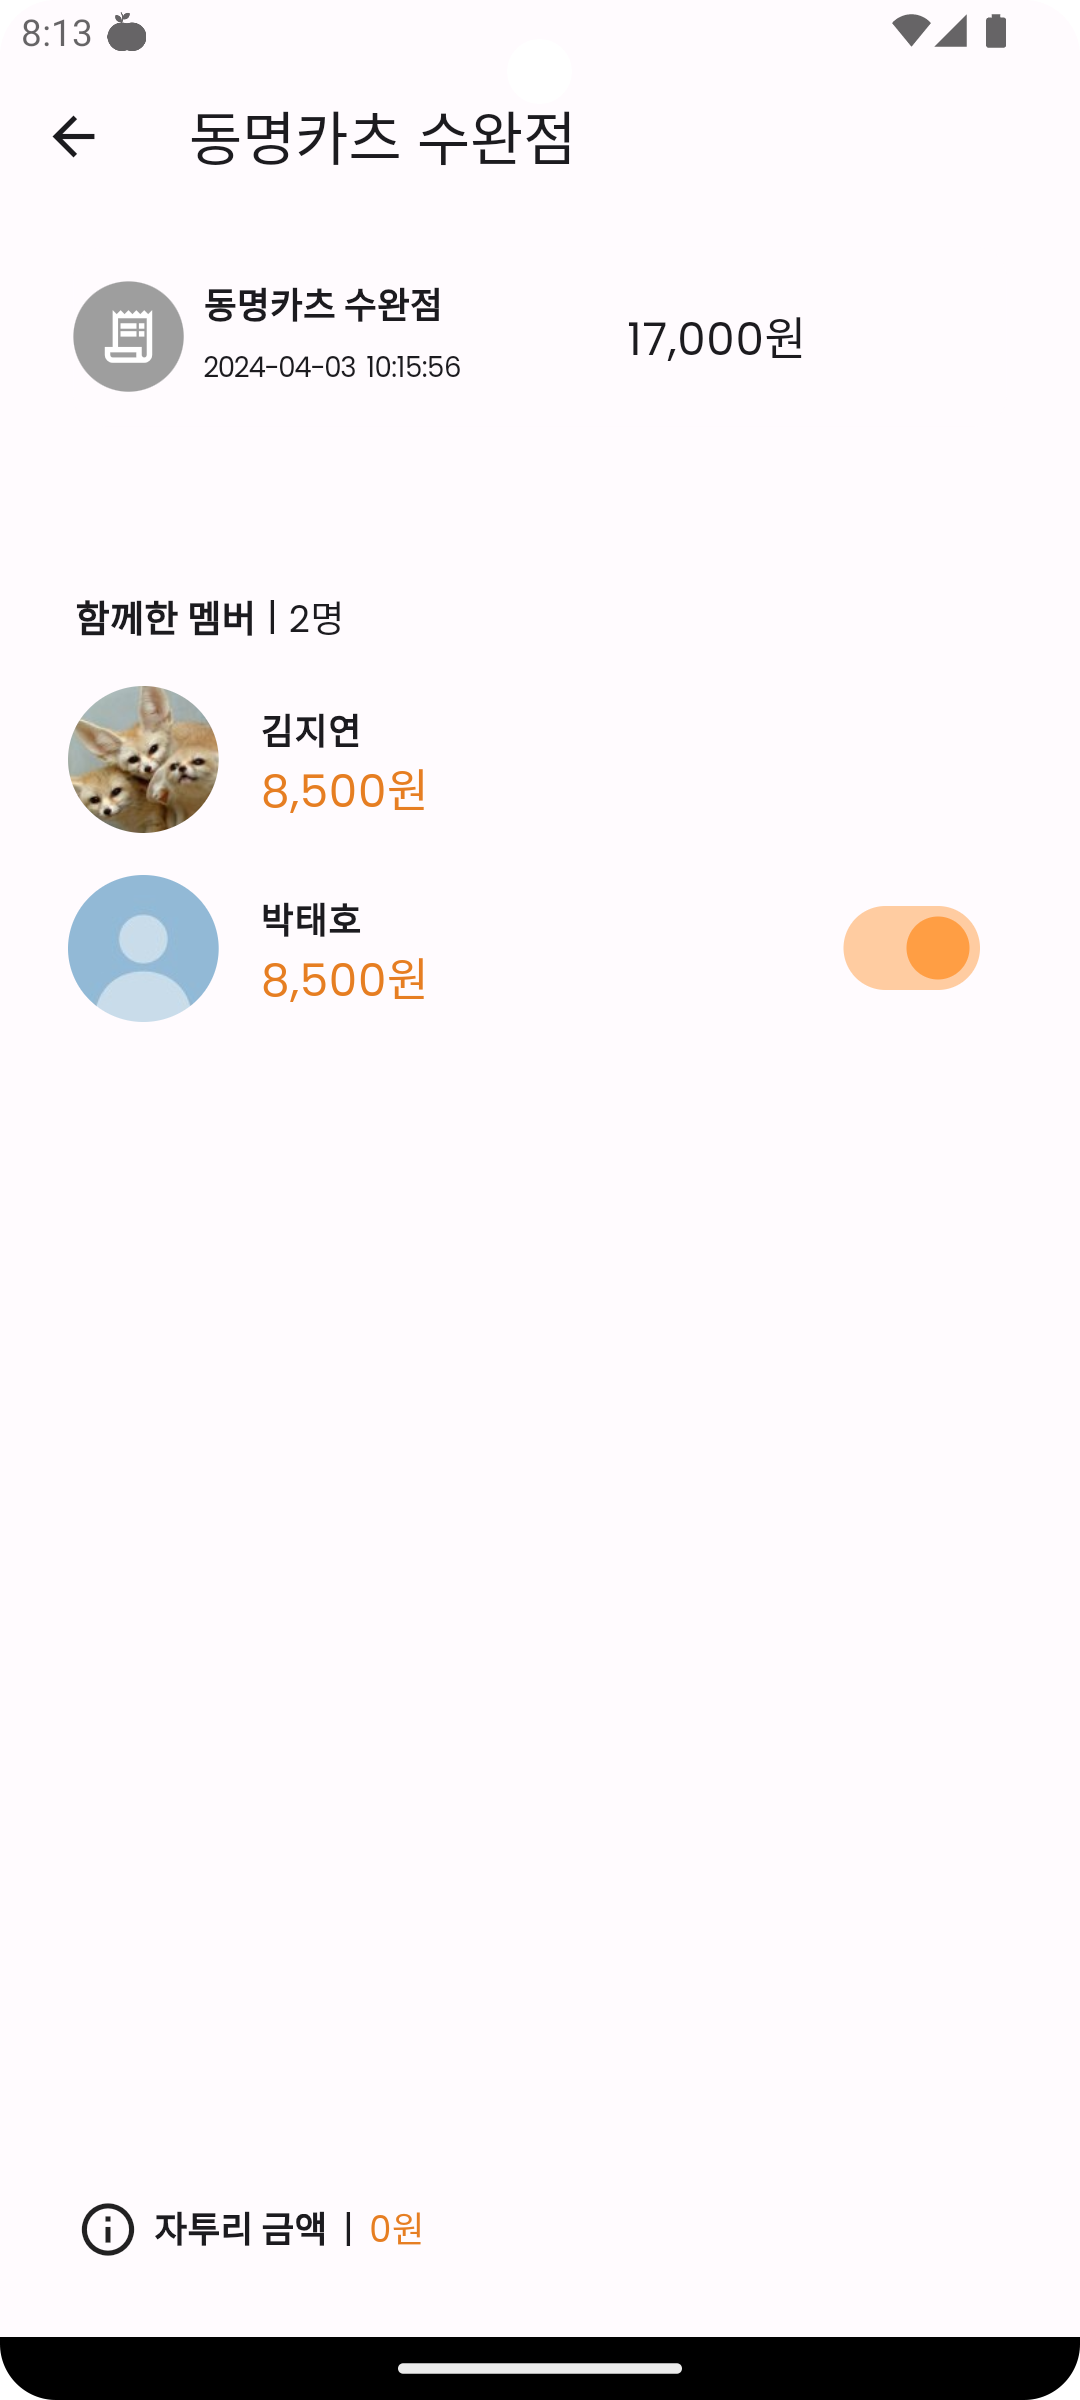 8:13
동명카츠 수완점
동명카츠 수완점
2024-04-03 10:15:56
17,000원
함께한 멤버 | 2명
김지연
8,500원
박태호
8,500원
자투리 금액 | 0원